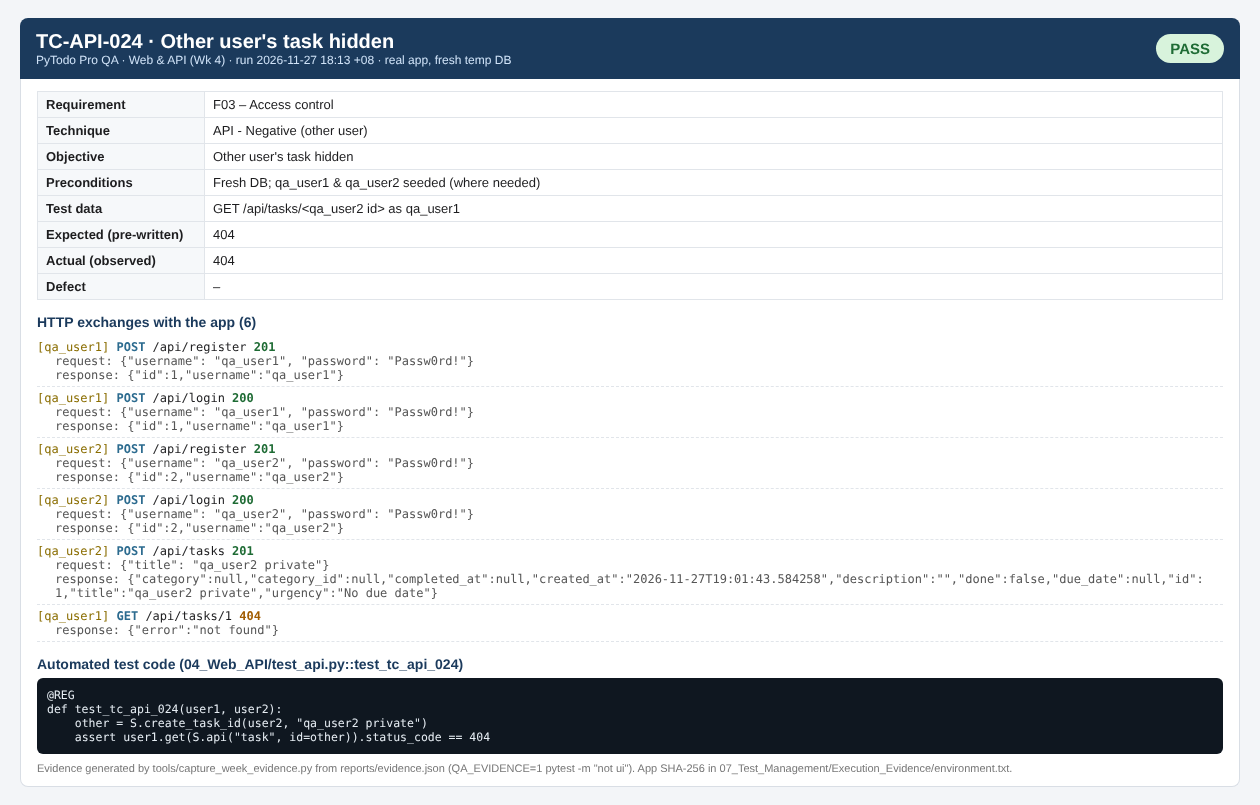 TC-API-024 · Other user's task hidden
PyTodo Pro QA · Web & API (Wk 4) · run 2026-11-27 18:13 +08 · real app, fresh temp DB
PASS
Requirement F03 – Access control
Technique API - Negative (other user)
Objective Other user's task hidden
Preconditions Fresh DB; qa_user1 & qa_user2 seeded (where needed)
Test data GET /api/tasks/<qa_user2 id> as qa_user1
Expected (pre-written) 404
Actual (observed) 404
Defect –
HTTP exchanges with the app (6)
[qa_user1] POST /api/register 201
request: {"username": "qa_user1", "password": "Passw0rd!"}
response: {"id":1,"username":"qa_user1"}
[qa_user1] POST /api/login 200
request: {"username": "qa_user1", "password": "Passw0rd!"}
response: {"id":1,"username":"qa_user1"}
[qa_user2] POST /api/register 201
request: {"username": "qa_user2", "password": "Passw0rd!"}
response: {"id":2,"username":"qa_user2"}
[qa_user2] POST /api/login 200
request: {"username": "qa_user2", "password": "Passw0rd!"}
response: {"id":2,"username":"qa_user2"}
[qa_user2] POST /api/tasks 201
request: {"title": "qa_user2 private"}
response: {"category":null,"category_id":null,"completed_at":null,"created_at":"2026-11-27T19:01:43.584258","description":"","done":false,"due_date":null,"id":
1,"title":"qa_user2 private","urgency":"No due date"}
[qa_user1] GET /api/tasks/1 404
response: {"error":"not found"}
Automated test code (04_Web_API/test_api.py::test_tc_api_024)
@REG
def test_tc_api_024(user1, user2):
    other = S.create_task_id(user2, "qa_user2 private")
    assert user1.get(S.api("task", id=other)).status_code == 404
Evidence generated by tools/capture_week_evidence.py from reports/evidence.json (QA_EVIDENCE=1 pytest -m "not ui"). App SHA-256 in 07_Test_Management/Execution_Evidence/environment.txt.